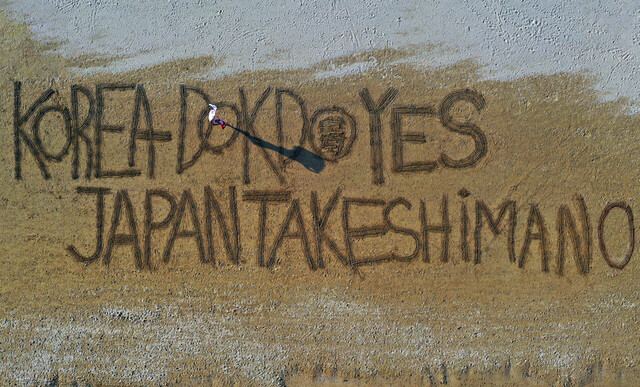 KOREA DOKDO YES
JAPAN TAKESHIMA NO